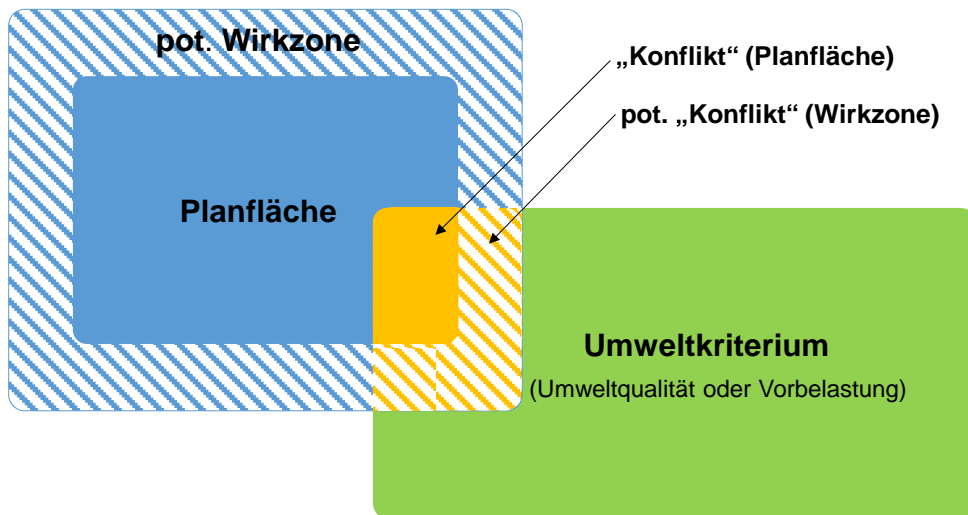 pot. Wirkzone
„Konflikt“ (Planfläche)
pot. „Konflikt“ (Wirkzone)
Planfläche
Umweltkriterium
(Umweltqualität oder Vorbelastung)